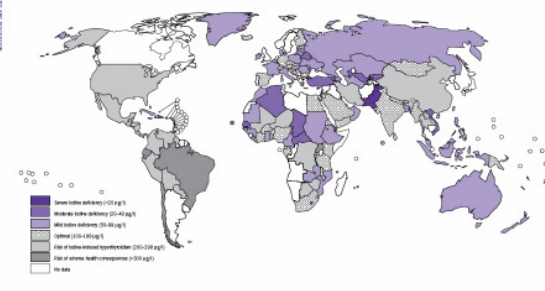 Severe iodine deficiency (<20 µg/l)
Moderate iodine deficiency (20-49 µg/l)
Mild iodine deficiency (50-99 µg/l)
Optimal (100-199 µg/l)
Risk of iodine-induced hyperthyroidism (200-299 µg/l)
Risk of adverse health consequences (>300 µg/l)
No data